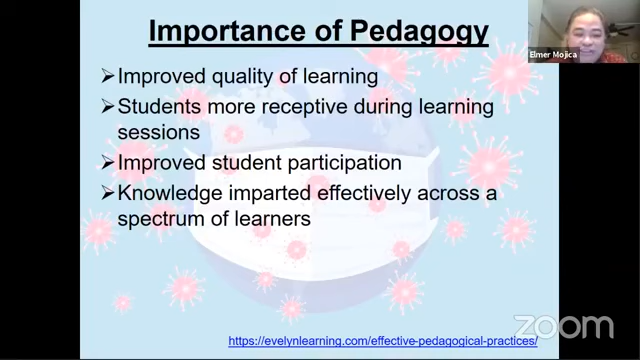 Importance of Pedagogy
Elmer Mojica
➢Improved quality of learning
➢Students more receptive during learning
sessions
➢Improved student participation
➢Knowledge imparted effectively across a
spectrum of learners
zoom
https://evelynlearning.com/effective-pedagogical-practices/